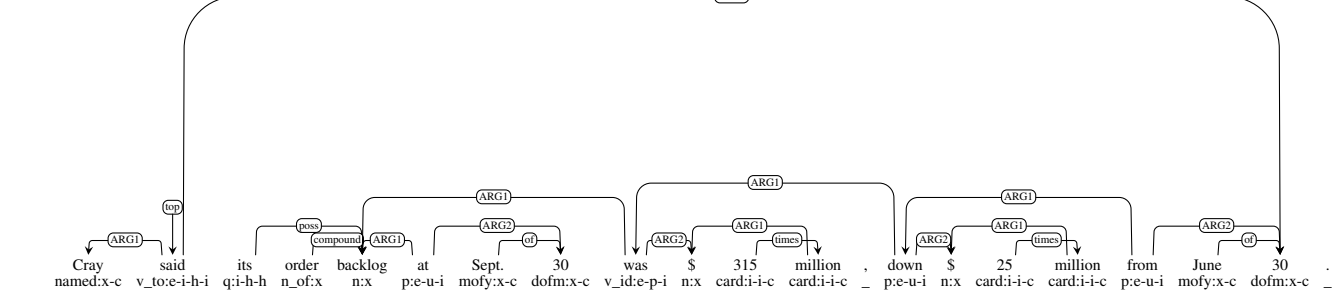 top
ARG1 ARG1 ARG1
poss ARG2 ARG1 ARG1 ARG2
ARG1 compound ARG1 of ARG2 times ARG2 times of
Cray said its order backlog at Sept. 30 was $ 315 million , down $ 25 million from June 30 .
named:x-c v_to:e-i-h-i q:i-h-h n_of:x n:x p:e-u-i mofy:x-c dofm:x-c v_id:e-p-i n:x card:i-i-c card:i-i-c _ p:e-u-i n:x card:i-i-c card:i-i-c p:e-u-i mofy:x-c dofm:x-c _